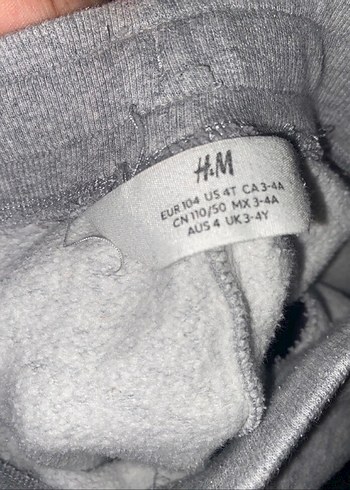 H&M
EUR 104 US 4T CA 3-4A
CN 110/50 MX 3-4A
AUS 4 UK 3-4Y